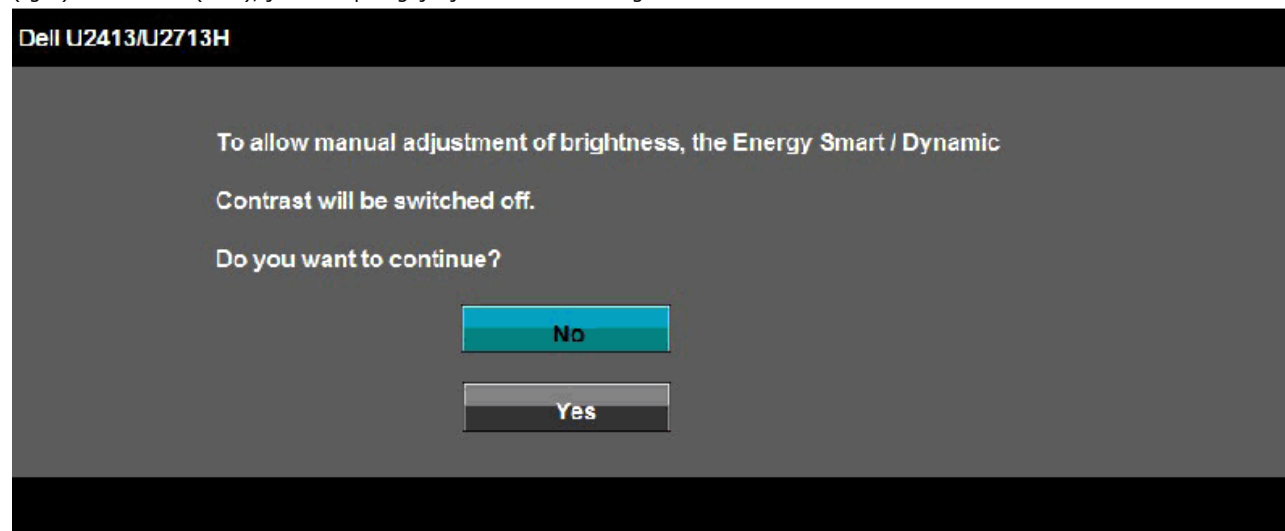 Dell U2413/U2713H
To allow manual adjustment of brightness, the Energy Smart / Dynamic
Contrast will be switched off.
Do you want to continue?
No
Yes